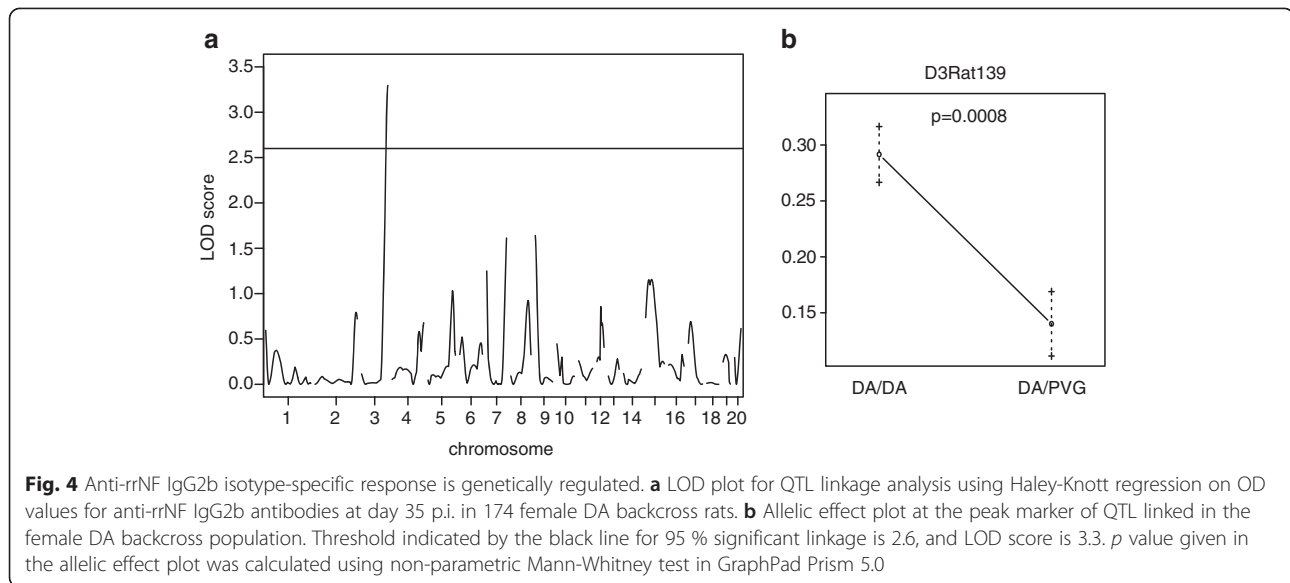 a
b
D3Rat139
p=0.0008
3.5
3.0
2.5
2.0
1.5
1.0
0.5
0.0
LOD score
1 2 3 4 5 6 7 8 9 10 12 14 16 18 20
chromosome
0.30
0.25
0.20
0.15
DA/DA DA/PVG
Fig. 4 Anti-rrNF IgG2b isotype-specific response is genetically regulated. a LOD plot for QTL linkage analysis using Haley-Knott regression on OD
values for anti-rrNF IgG2b antibodies at day 35 p.i. in 174 female DA backcross rats. b Allelic effect plot at the peak marker of QTL linked in the
female DA backcross population. Threshold indicated by the black line for 95 % significant linkage is 2.6, and LOD score is 3.3. p value given in
the allelic effect plot was calculated using non-parametric Mann-Whitney test in GraphPad Prism 5.0